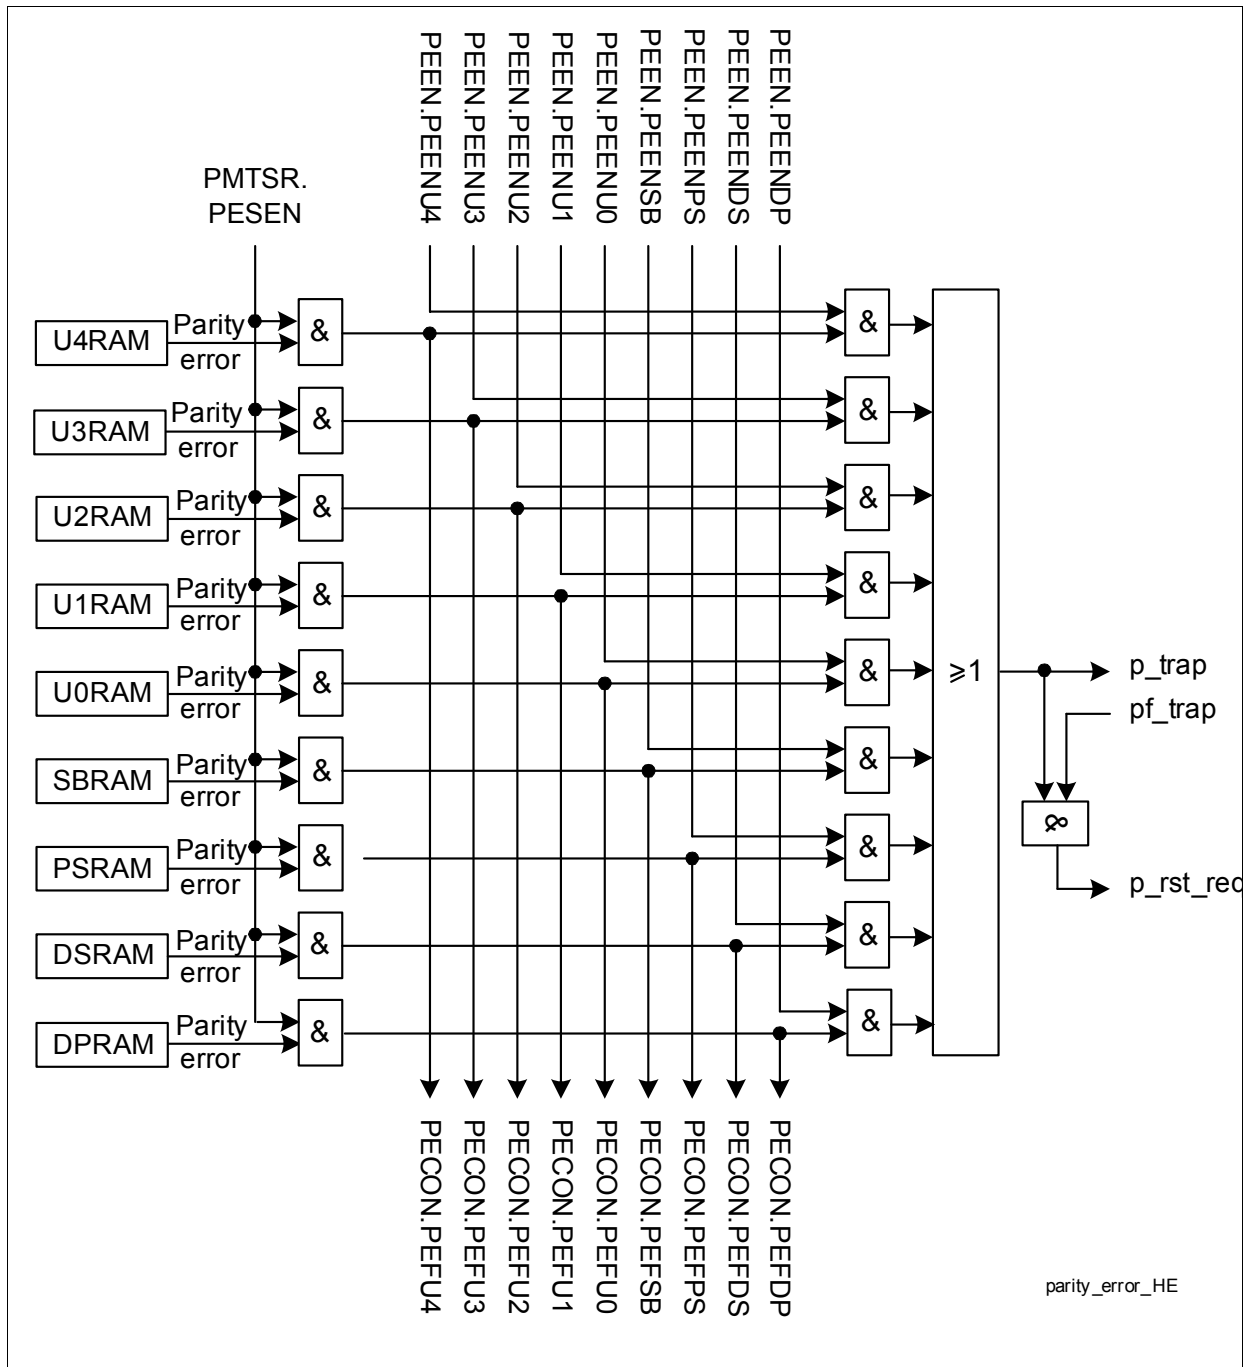 PEEN.PEENU4
PEEN.PEENU3
PEEN.PEENU2
PEEN.PEENU1
PEEN.PEENU0
PEEN.PEENSB
PEEN.PEENPS
PEEN.PEENDS
PEEN.PEENDP
PMTSR.
PESEN
U4RAM
Parity
error
&
&
U3RAM
Parity
error
&
&
U2RAM
Parity
error
&
&
U1RAM
Parity
error
&
&
U0RAM
Parity
error
&
&
≥1
p_trap
pf_trap
SBRAM
Parity
error
&
&
&
PSRAM
Parity
error
&
&
p_rst_req
DSRAM
Parity
error
&
&
DPRAM
Parity
error
&
&
PECON.PEFU4
PECON.PEFU3
PECON.PEFU2
PECON.PEFU1
PECON.PEFU0
PECON.PEFSB
PECON.PEFPS
PECON.PEFDS
PECON.PEFDP
parity_error_HE